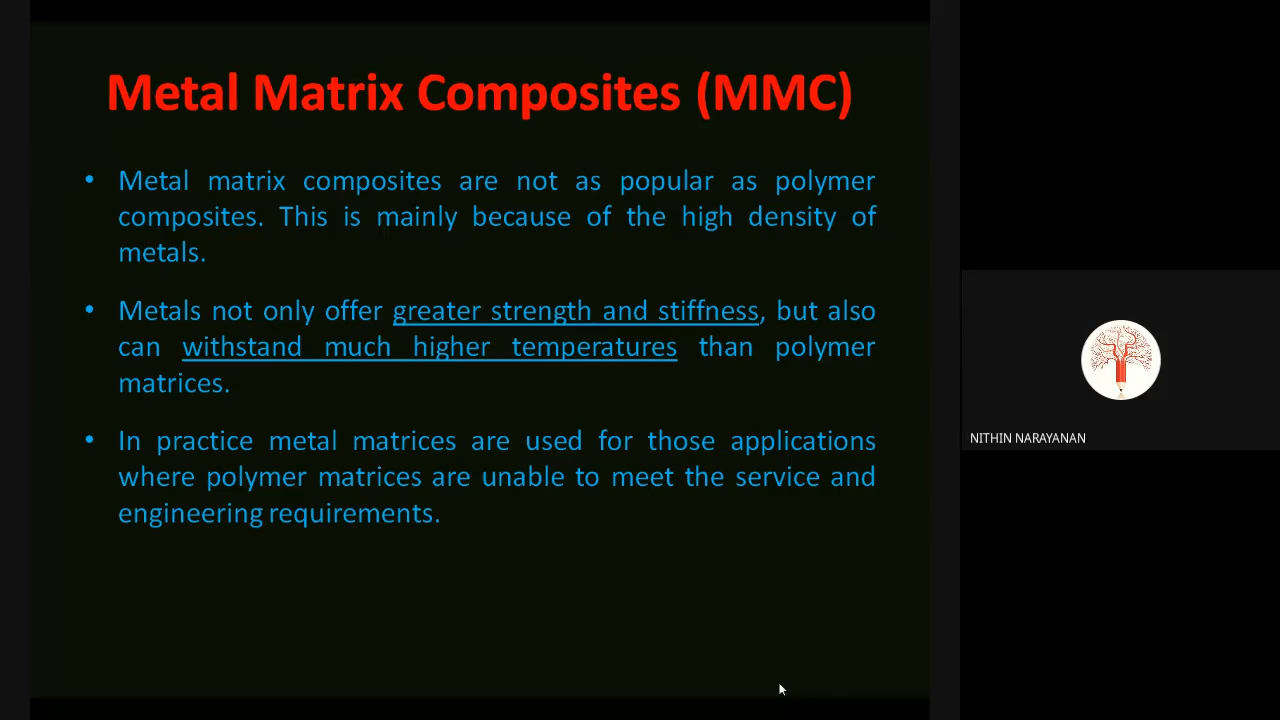 Metal Matrix Composites (MMC)
• Metal matrix composites are not as popular as polymer
composites. This is mainly because of the high density of
metals.
• Metals not only offer greater strength and stiffness, but also
can withstand much higher temperatures than polymer
matrices.
• In practice metal matrices are used for those applications
where polymer matrices are unable to meet the service and
engineering requirements.
NITHIN NARAYANAN